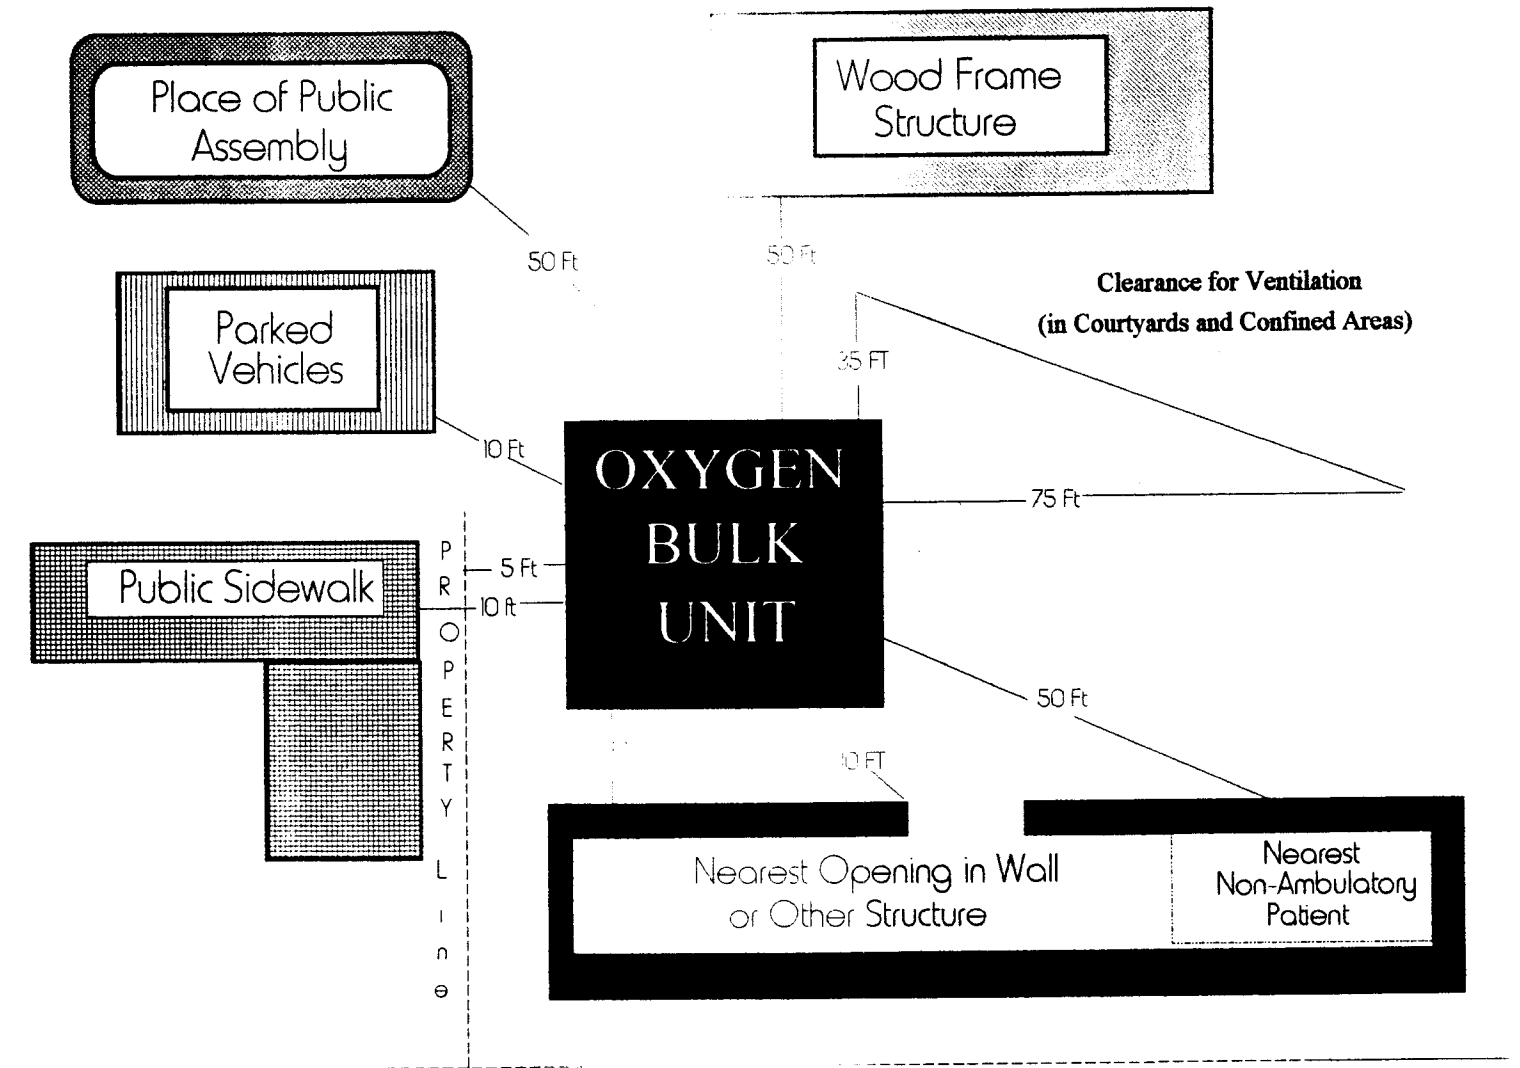 Place of Public
Assembly
Wood Frame
Structure
50 Ft
50 Ft
Clearance for Ventilation
(in Courtyards and Confined Areas)
Parked
Vehicles
35 FT
10 Ft
OXYGEN
BULK
UNIT
75 Ft
Public Sidewalk
5 Ft
10 ft
PROPERTY Line
50 Ft
10 FT
Nearest Opening in Wall
or Other Structure
Nearest
Non-Ambulatory
Patient